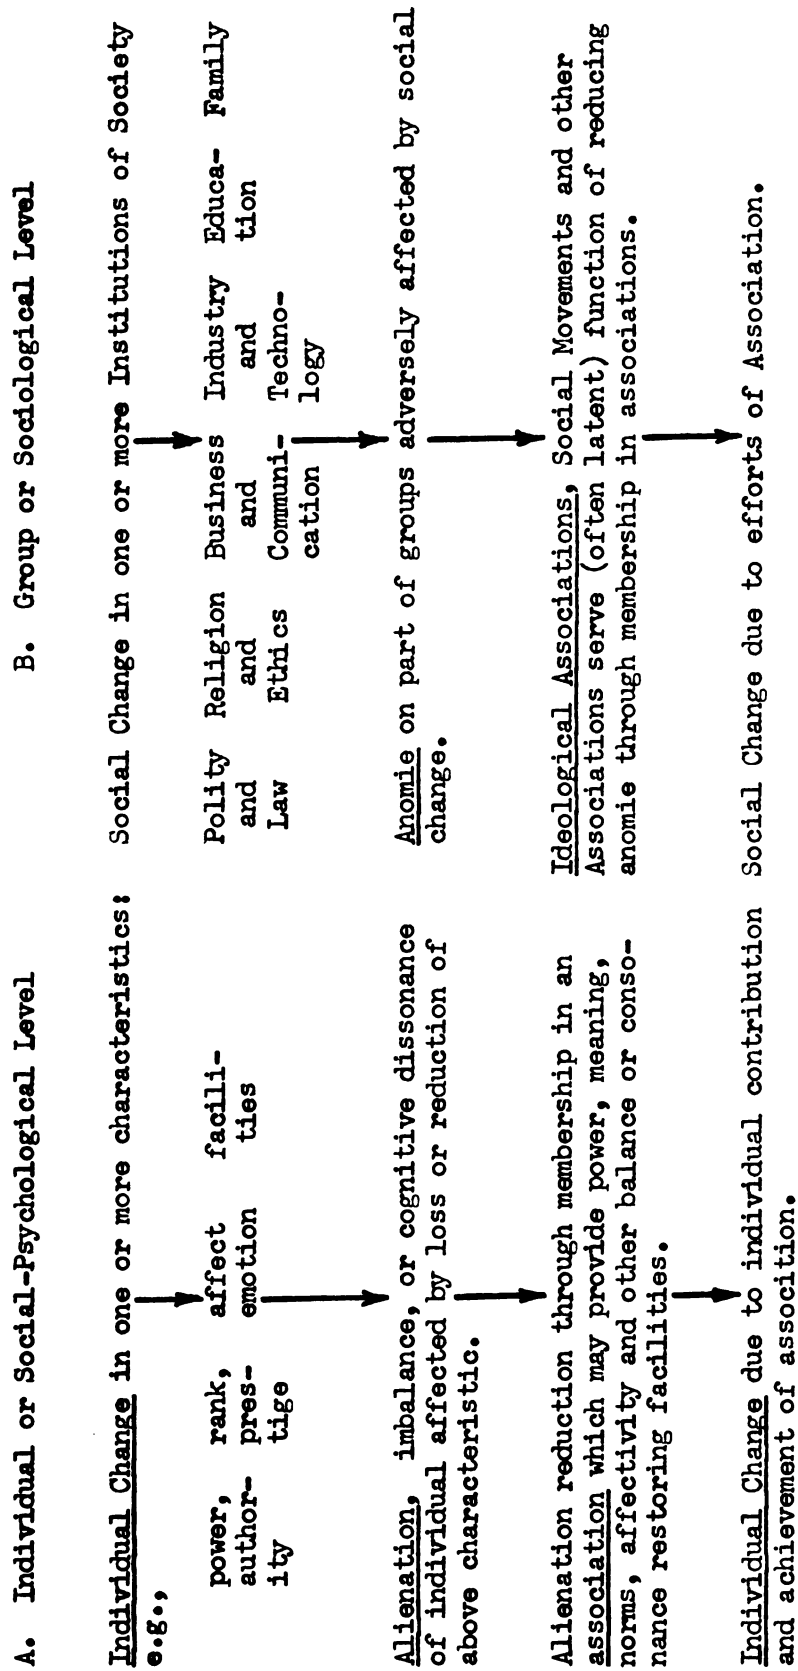 A. Individual or Social-Psychological Level
Individual Change in one or more characteristics:
e.g.,
power, rank, affect facili-
author- pres- emotion ties
ity tige
Alienation, imbalance, or cognitive dissonance
of individual affected by loss or reduction of
above characteristic.
Alienation reduction through membership in an
association which may provide power, meaning,
norms, affectivity and other balance or conso-
nance restoring facilities.
Individual Change due to individual contribution
and achievement of assocition.
B. Group or Sociological Level
Social Change in one or more Institutions of Society
Polity Religion Business Industry Educa- Family
and and and and tion
Law Ethics Communi- Techno-
cation logy
Anomie on part of groups adversely affected by social
change.
Ideological Associations, Social Movements and other
Associations serve (often latent) function of reducing
anomie through membership in associations.
Social Change due to efforts of Association.